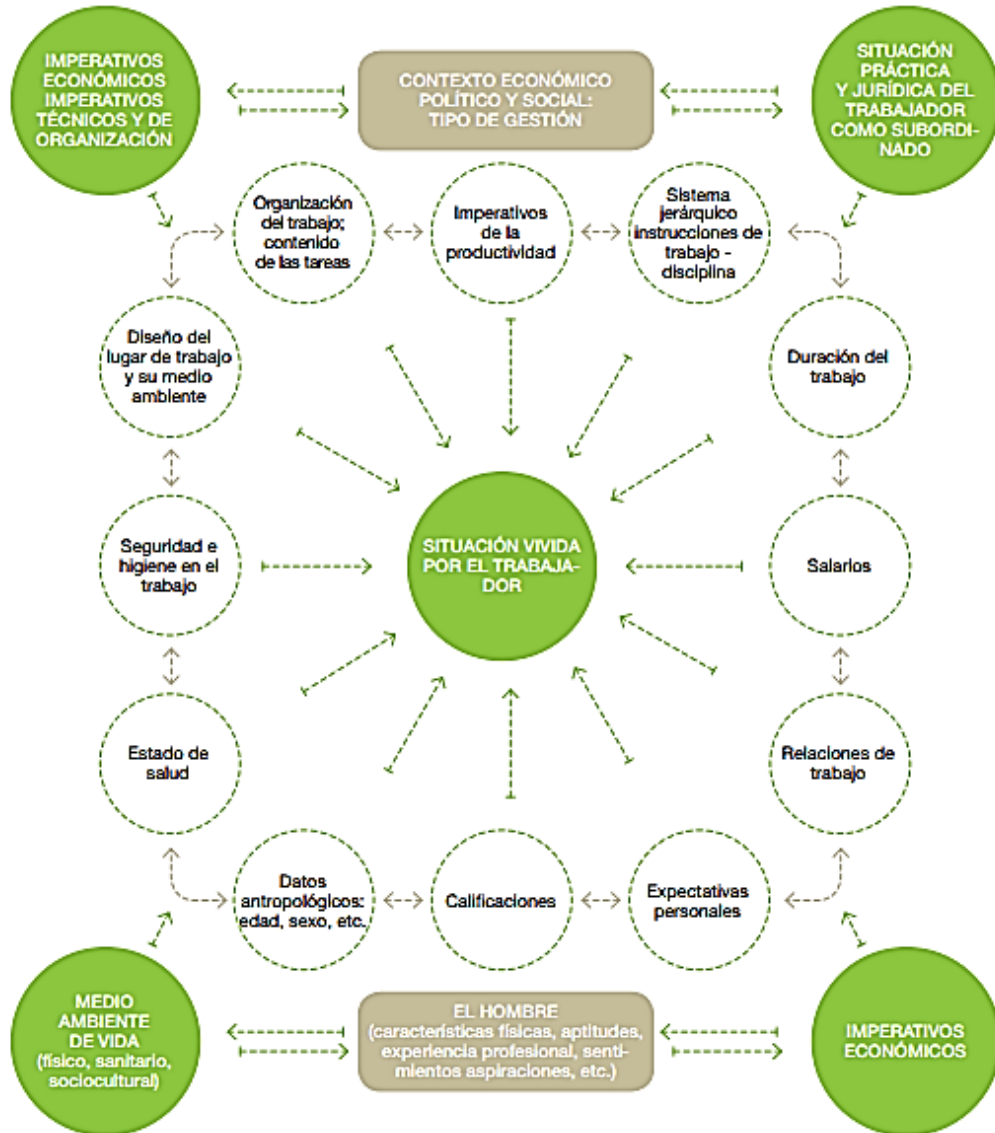 IMPERATIVOS
ECONÓMICOS
IMPERATIVOS
TÉCNICOS Y DE
ORGANIZACIÓN
CONTEXTO ECONÓMICO
POLÍTICO Y SOCIAL:
TIPO DE GESTIÓN
SITUACIÓN
PRÁCTICA
Y JURÍDICA DEL
TRABAJADOR
COMO SUBORDI-
NADO
Organización
del trabajo;
contenido
de las tareas
Imperativos
de la
productividad
Sistema
jerárquico
instrucciones de
trabajo -
disciplina
Diseño del
lugar de trabajo
y su medio
ambiente
Duración del
trabajo
Seguridad e
higiene en el
trabajo
SITUACIÓN VIVIDA
POR EL TRABAJA-
DOR
Salarios
Estado de
salud
Relaciones de
trabajo
Datos
antropológicos:
edad, sexo, etc.
Calificaciones
Expectativas
personales
MEDIO
AMBIENTE
DE VIDA
(físico, sanitario,
sociocultural)
EL HOMBRE
(características físicas, aptitudes,
experiencia profesional, senti-
mientos aspiraciones, etc.)
IMPERATIVOS
ECONÓMICOS